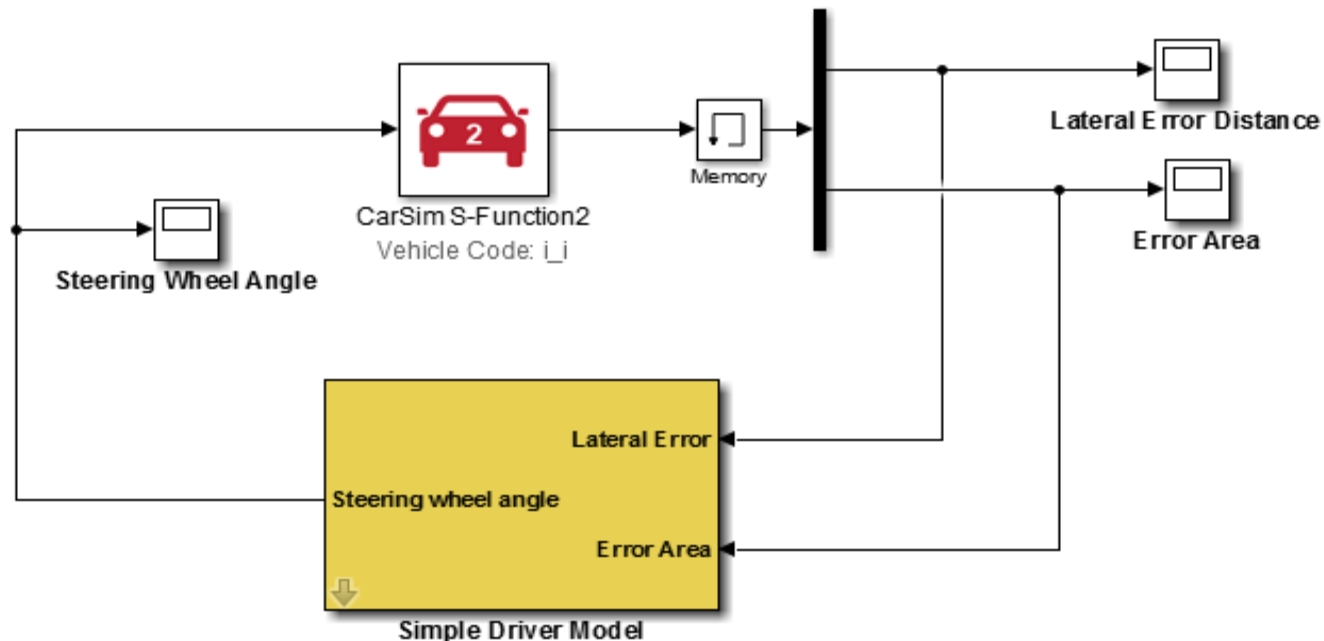 2
Lateral Error Distance
Memory
CarSim S-Function2
Vehicle Code: i_i
Error Area
Steering Wheel Angle
Lateral Error
Steering wheel angle
Error Area
Simple Driver Model